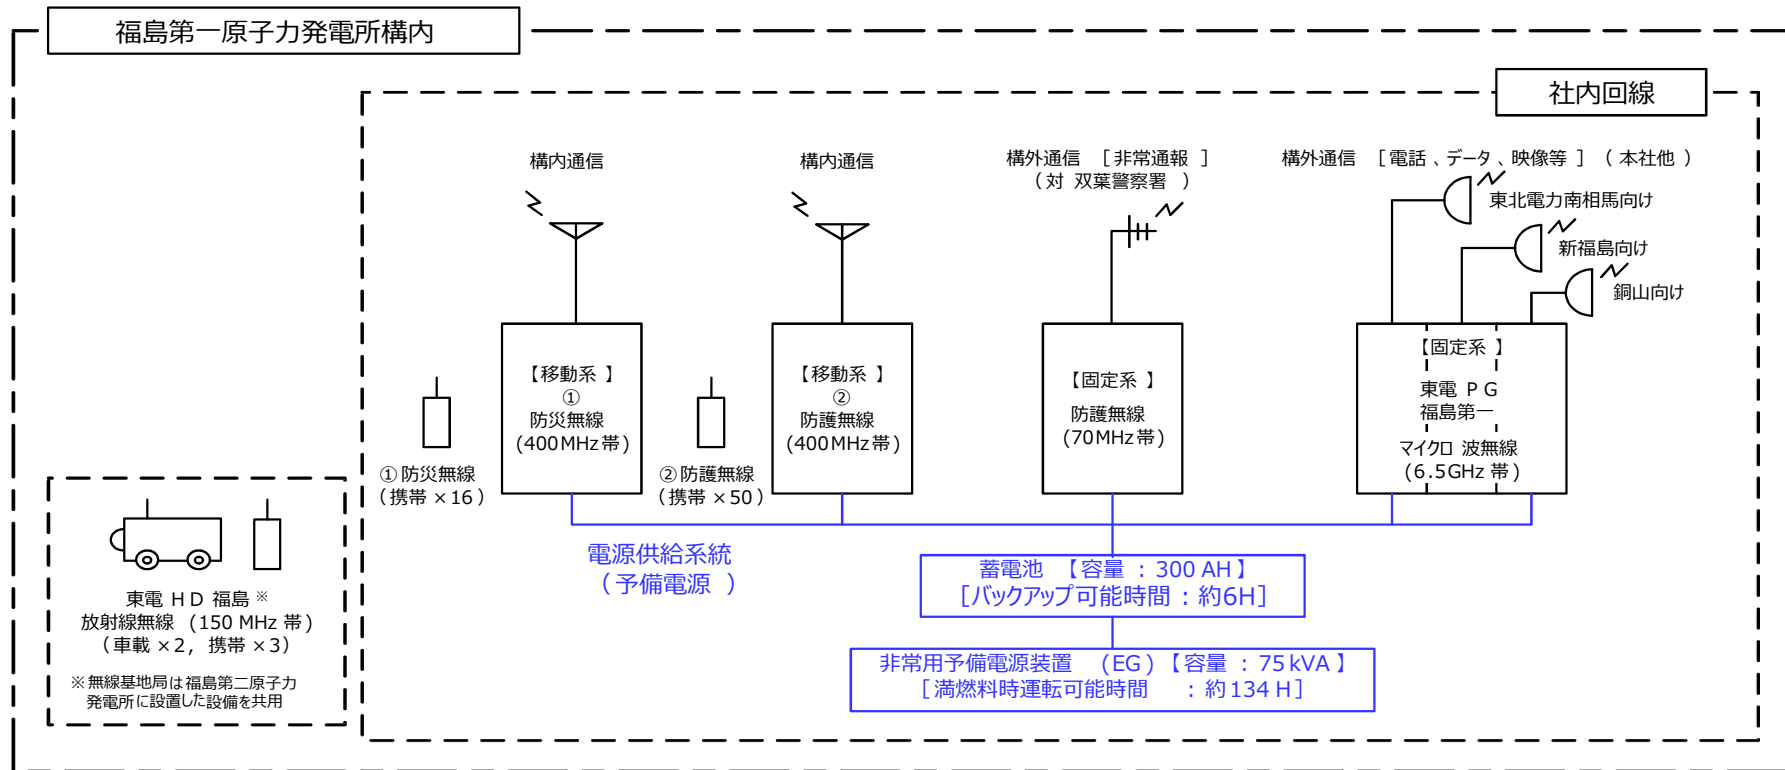 福島第一原子力発電所構内
社内回線
構内通信
構内通信
構外通信 [非常通報]
(対 双葉警察署)
構外通信 [電話、データ、映像等] (本社他)
東北電力南相馬向け
新福島向け
銅山向け
【移動系】
①
防災無線
(400MHz帯)
【移動系】
②
防護無線
(400MHz帯)
【固定系】
防護無線
(70MHz帯)
【固定系】
東電 PG
福島第一
マイクロ波無線
(6.5GHz帯)
①防災無線
(携帯×16)
②防護無線
(携帯×50)
電源供給系統
(予備電源)
蓄電池 【容量:300AH】
[バックアップ可能時間:約6H]
非常用予備電源装置 (EG)【容量:75kVA】
[満燃料時運転可能時間 :約134H]
東電 HD 福島※
放射線無線 (150MHz帯)
(車載×2, 携帯×3)
※無線基地局は福島第二原子力
発電所に設置した設備を共用